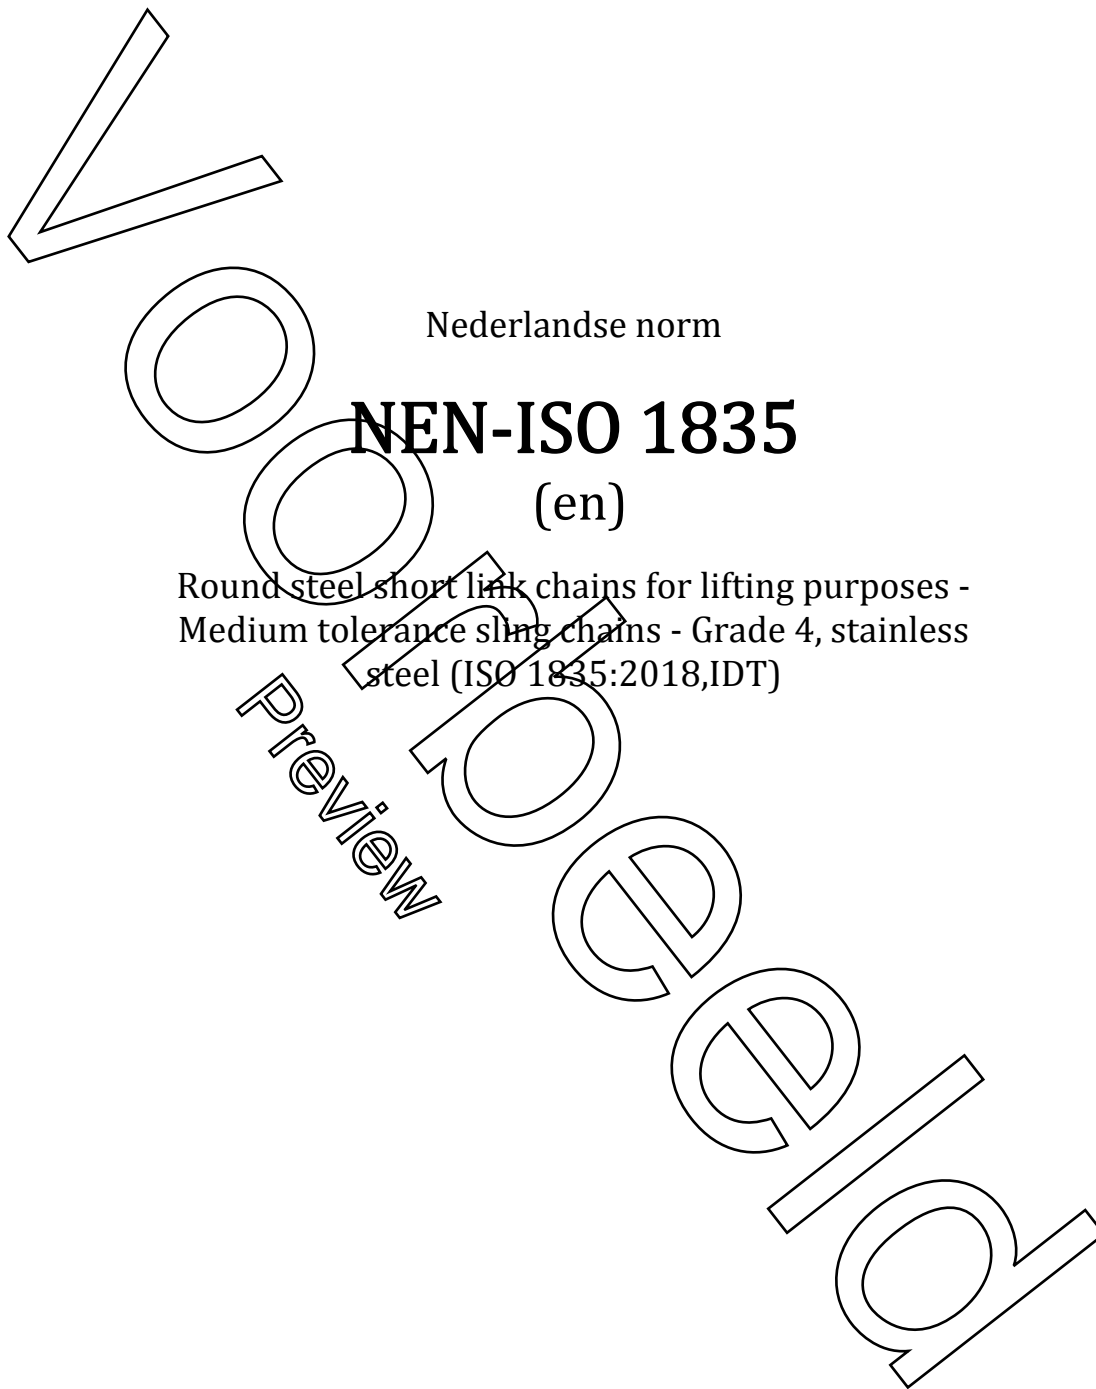 Nederlandse norm
NEN-ISO 1835
(en)
Round steel short link chains for lifting purposes -
Medium tolerance sling chains - Grade 4, stainless
steel (ISO 1835:2018,IDT)
Voorbeeld
Preview